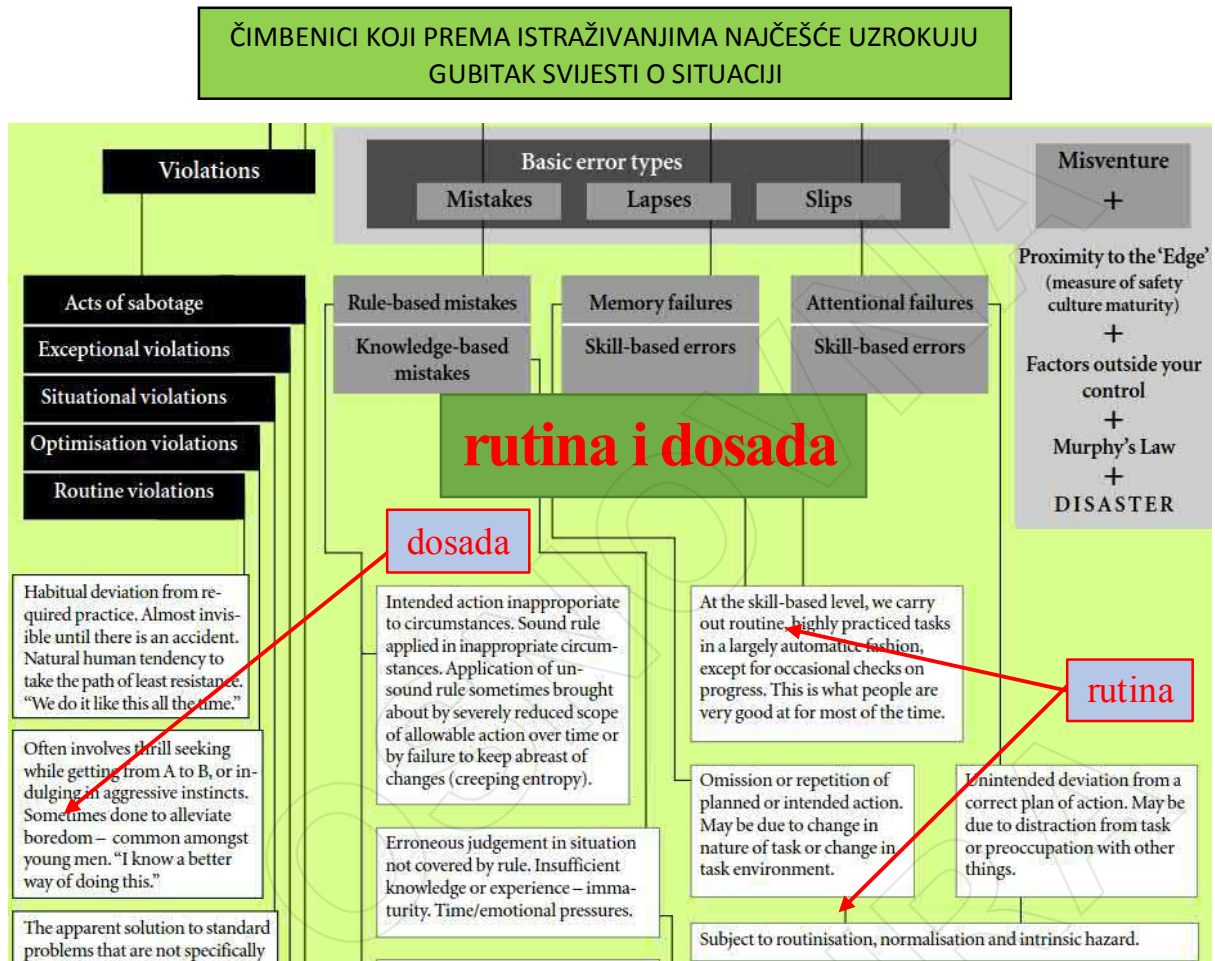 ČIMBENICI KOJI PREMA ISTRAŽIVANJIMA NAJČEŠĆE UZROKUJU
GUBITAK SVIJESTI O SITUACIJI
Violations
Basic error types
Mistakes
Lapses
Slips
Misventure
+
Proximity to the ‘Edge’
(measure of safety
culture maturity)
+
Factors outside your
control
+
Murphy’s Law
+
DISASTER
Acts of sabotage
Exceptional violations
Situational violations
Optimisation violations
Routine violations
Rule-based mistakes
Knowledge-based
mistakes
Memory failures
Skill-based errors
Attentional failures
Skill-based errors
rutina i dosada
dosada
rutina
Habitual deviation from re-
quired practice. Almost invis-
ible until there is an accident.
Natural human tendency to
take the path of least resistance.
“We do it like this all the time.”
Often involves thrill seeking
while getting from A to B, or in-
dulging in aggressive instincts.
Sometimes done to alleviate
boredom – common amongst
young men. “I know a better
way of doing this.”
The apparent solution to standard
problems that are not specifically
Intended action inapproporiate
to circumstances. Sound rule
applied in inappropriate circum-
stances. Application of un-
sound rule sometimes brought
about by severely reduced scope
of allowable action over time or
by failure to keep abreast of
changes (creeping entropy).
Erroneous judgement in situation
not covered by rule. Insufficient
knowledge or experience – imma-
turity. Time/emotional pressures.
At the skill-based level, we carry
out routine, highly practiced tasks
in a largely automatice fashion,
except for occasional checks on
progress. This is what people are
very good at for most of the time.
Omission or repetition of
planned or intended action.
May be due to change in
nature of task or change in
task environment.
Unintended deviation from a
correct plan of action. May be
due to distraction from task
or preoccupation with other
things.
Subject to routinisation, normalisation and intrinsic hazard.